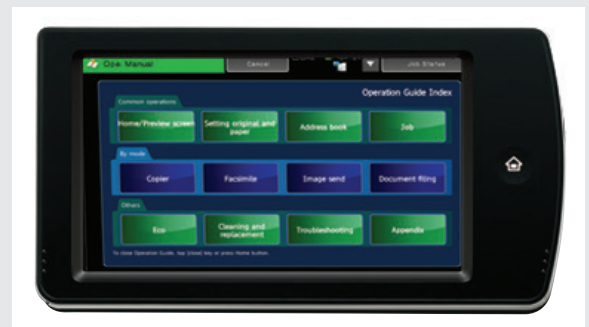 Ope. Manual
Cancel
Job Status
Operation Guide Index
Common operations
Home/Preview screen
Setting original and
paper
Address book
Job
By mode
Copier
Facsimile
Image send
Document filing
Others
Eco
Cleaning and
replacement
Troubleshooting
Appendix
To close Operation Guide, tap [close] key or press Home button.